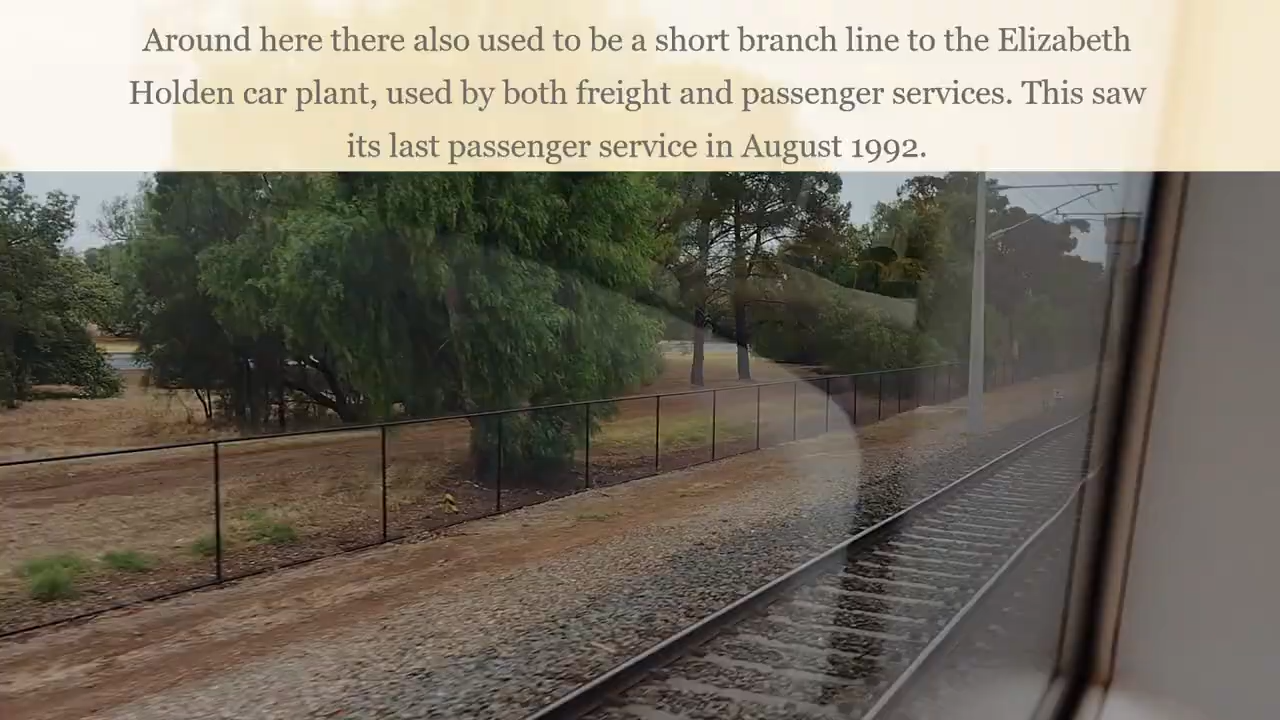 Around here there also used to be a short branch line to the Elizabeth
Holden car plant, used by both freight and passenger services. This saw
its last passenger service in August 1992.